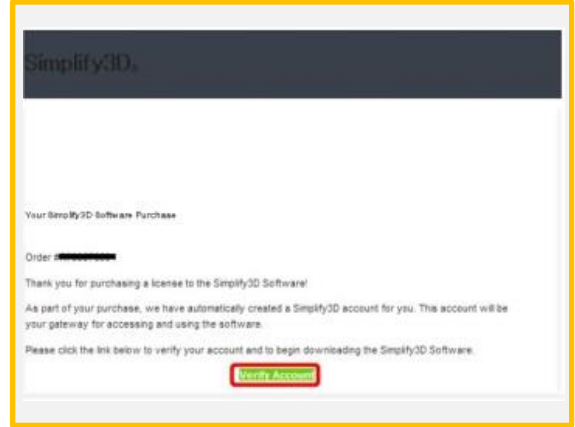 Simplify3D.
Your Simplify3D Software Purchase
Order #
Thank you for purchasing a license to the Simplify3D Software!
As part of your purchase, we have automatically created a Simplify3D account for you. This account will be
your gateway for accessing and using the software.
Please click the link below to verify your account and to begin downloading the Simplify3D Software:
Verify Account